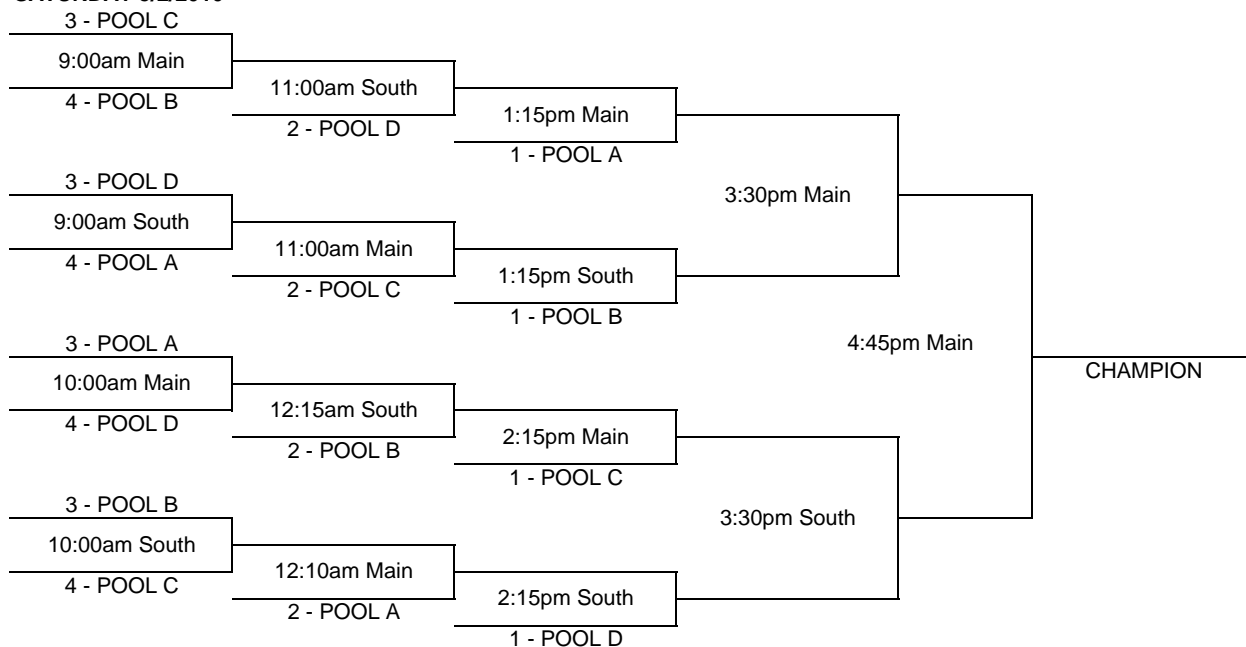 3 - POOL C
9:00am Main
4 - POOL B
11:00am South
2 - POOL D
1:15pm Main
1 - POOL A
3:30pm Main
3 - POOL D
9:00am South
4 - POOL A
11:00am Main
2 - POOL C
1:15pm South
1 - POOL B
4:45pm Main
CHAMPION
3 - POOL A
10:00am Main
4 - POOL D
12:15am South
2 - POOL B
2:15pm Main
1 - POOL C
3:30pm South
3 - POOL B
10:00am South
4 - POOL C
12:10am Main
2 - POOL A
2:15pm South
1 - POOL D